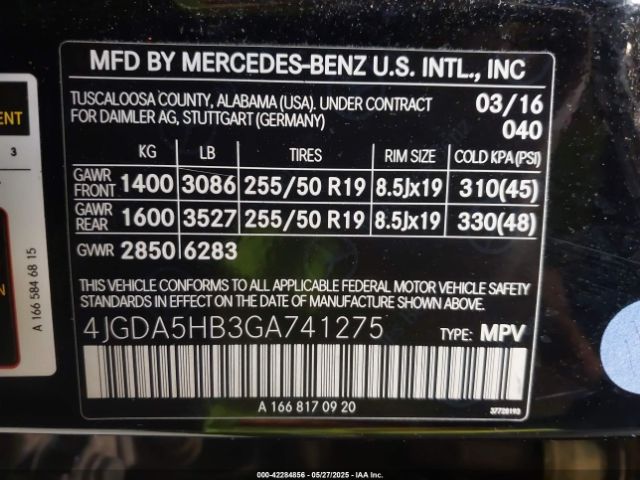 MFD BY MERCEDES-BENZ U.S. INTL., INC
TUSCALOOSA COUNTY, ALABAMA (USA). UNDER CONTRACT
FOR DAIMLER AG, STUTTGART (GERMANY)
03/16
040
KG LB TIRES RIM SIZE COLD KPA (PSI)
GAWR FRONT 1400 3086 255/50 R19 8.5Jx19 310(45)
GAWR REAR 1600 3527 255/50 R19 8.5Jx19 330(48)
GVWR 2850 6283
THIS VEHICLE CONFORMS TO ALL APPLICABLE FEDERAL MOTOR VEHICLE SAFETY
STANDARDS IN EFFECT ON THE DATE OF MANUFACTURE SHOWN ABOVE.
4JGDA5HB3GA741275 TYPE: MPV
A 166 817 09 20
37728193
3
A 166 584 68 15
000-42284856 - 05/27/2025 - IAA Inc.